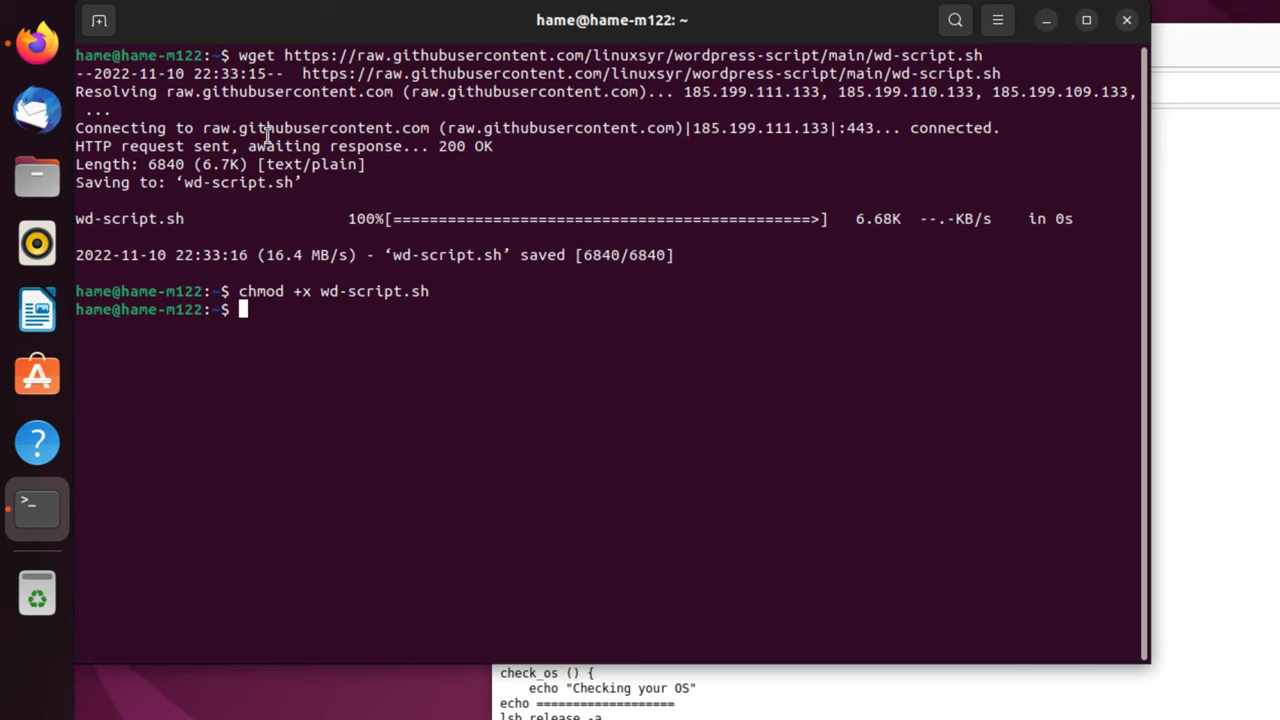 hame@hame-m122: ~
hame@hame-m122:~$ wget https://raw.githubusercontent.com/linuxsyr/wordpress-script/main/wd-script.sh
--2022-11-10 22:33:15-- https://raw.githubusercontent.com/linuxsyr/wordpress-script/main/wd-script.sh
Resolving raw.githubusercontent.com (raw.githubusercontent.com)... 185.199.111.133, 185.199.110.133, 185.199.109.133,
...
Connecting to raw.githubusercontent.com (raw.githubusercontent.com)|185.199.111.133|:443... connected.
HTTP request sent, awaiting response... 200 OK
Length: 6840 (6.7K) [text/plain]
Saving to: ‘wd-script.sh’
wd-script.sh 100%[==============================================>] 6.68K --.-KB/s in 0s
2022-11-10 22:33:16 (16.4 MB/s) - ‘wd-script.sh’ saved [6840/6840]
hame@hame-m122:~$ chmod +x wd-script.sh
hame@hame-m122:~$
check_os () {
echo "Checking your OS"
echo ===================
lsb_release -a